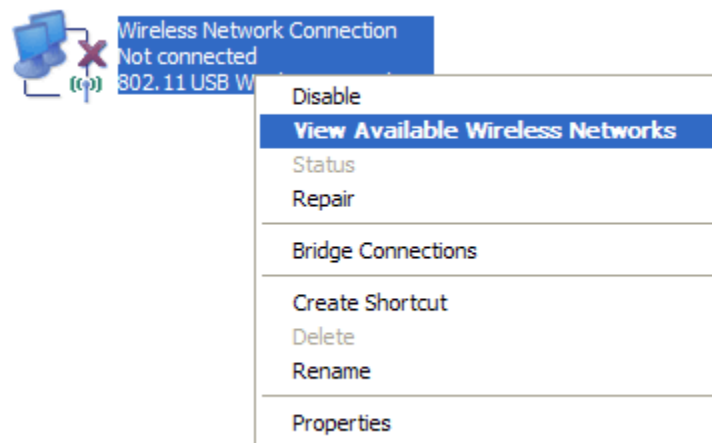 Wireless Network Connection
Not connected
802.11 USB
Disable
View Available Wireless Networks
Status
Repair
Bridge Connections
Create Shortcut
Delete
Rename
Properties